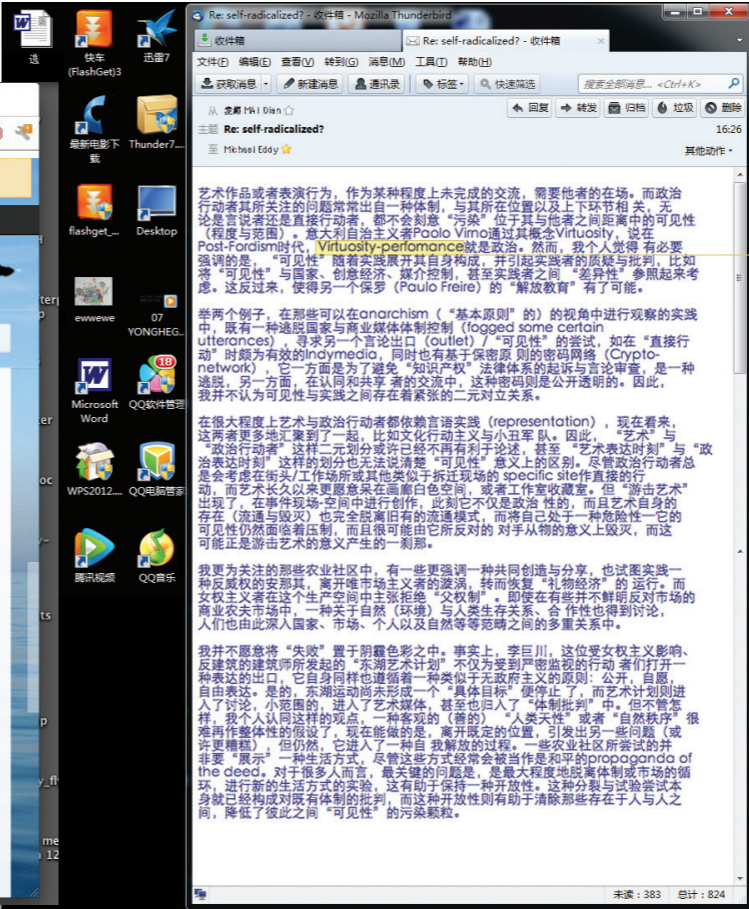 选
快车
(FlashGet)3
迅雷7
最新电影下
载
Thunder7....
flashget_...
Desktop
ewwewe
07
YONGHEG...
Microsoft
Word
18
QQ软件管理
WPS2012....
QQ电脑管家
腾讯视频
QQ音乐
Re: self-radicalized? - 收件箱 - Mozilla Thunderbird
收件箱
Re: self-radicalized? - 收件箱
文件(F) 编辑(E) 查看(V) 转到(G) 消息(M) 工具(T) 帮助(H)
获取消息 新建消息 通讯录 标签 快速筛选 搜索全部消息... <Ctrl+K>
回复 转发 归档 垃圾 删除
从 麦颠 MAI Dian
主题 Re: self-radicalized? 16:26
至 Michael Eddy
其他动作
艺术作品或者表演行为，作为某种程度上未完成的交流，需要他者的在场。而政治
行动者其所关注的问题常常出自一种体制，与其所在位置以及上下环节相 关，无
论是言说者还是直接行动者，都不会刻意“污染”位于其与他者之间距离中的可见性
（程度与范围）。意大利自治主义者Paolo Virno通过其概念Virtuosity，说在
Post-Fordism时代，Virtuosity-perfomance就是政治。然而，我个人觉得 有必要
强调的是，“可见性”随着实践展开其自身构成，并引起实践者的质疑与批判，比如
将“可见性”与国家、创意经济、媒介控制，甚至实践者之间“差异性”参照起来考
虑。这反过来，使得另一个保罗（Paulo Freire）的“解放教育”有了可能。
举两个例子，在那些可以在anarchism（“基本原则”的）的视角中进行观察的实践
中，既有一种逃脱国家与商业媒体体制控制（fogged some certain
utterances），寻求另一个言论出口（outlet）/“可见性”的尝试，如在“直接行
动”时颇为有效的Indymedia，同时也有基于保密原 则的密码网络（Crypto-
network），它一方面是为了避免“知识产权”法律体系的起诉与言论审查，是一种
逃脱，另一方面，在认同和共享 者的交流中，这种密码则是公开透明的。因此，
我并不认为可见性与实践之间存在着紧张的二元对立关系。
在很大程度上艺术与政治行动者都依赖言语实践（representation），现在看来，
这两者更多地汇聚到了一起，比如文化行动主义与小丑军 队。因此，“艺术”与
“政治行动者”这样二元划分或许已经不再有利于论述，甚至“艺术表达时刻”与“政
治表达时刻”这样的划分也无法说清楚“可见性”意义上的区别。尽管政治行动者总
是会考虑在街头/工作场所或其他类似于拆迁现场的 specific site作直接的行
动，而艺术长久以来更愿意呆在画廊白色空间，或者工作室收藏室。但“游击艺术”
出现了，在事件现场-空间中进行创作，此刻它不仅是政治 性的，而且艺术自身的
存在（流通与毁灭）也完全脱离旧有的流通模式，而将自己处于一种危险性—它的
可见性仍然面临着压制，而且很可能由它所反对的 对手从物的意义上毁灭，而这
可能正是游击艺术的意义产生的一刹那。
我更为关注的那些农业社区中，有一些更强调一种共同创造与分享，也试图实践一
种反威权的安那其，离开唯市场主义者的漩涡，转而恢复“礼物经济”的 运行。而
女权主义者在这个生产空间中主张拒绝“父权制”。即使在有些并不鲜明反对市场的
商业农夫市场中，一种关于自然（环境）与人类生存关系、合 作性也得到讨论，
人们也由此深入国家、市场、个人以及自然等等范畴之间的多重关系中。
我并不愿意将“失败”置于阴霾色彩之中。事实上，李巨川，这位受女权主义影响、
反建筑的建筑师所发起的“东湖艺术计划”不仅为受到严密监视的行动 者们打开一
种表达的出口，它自身同样也遵循着一种类似于无政府主义的原则：公开，自愿，
自由表达。是的，东湖运动尚未形成一个“具体目标”便停止 了，而艺术计划则进
入了讨论，小范围的，进入了艺术媒体，甚至也归入了“体制批判”中。但不管怎
样，我个人认同这样的观点，一种客观的（善的）“人类天性”或者“自然秩序”很
难再作整体性的假设了，现在能做的是，离开既定的位置，引发出另一些问题（或
许更糟糕），但仍然，它进入了一种自 我解放的过程。一些农业社区所尝试的并
非要“展示”一种生活方式，尽管这些方式经常会被当作是和平的propaganda of
the deed。对于很多人而言，最关键的问题是，是最大程度地脱离体制或市场的循
环，进行新的生活方式的实验，这有助于保持一种开放性。这种分裂与试验尝试本
身就已经构成对既有体制的批判，而这种开放性则有助于清除那些存在于人与人之
间，降低了彼此之间“可见性”的污染颗粒。
未读：383 总计：824